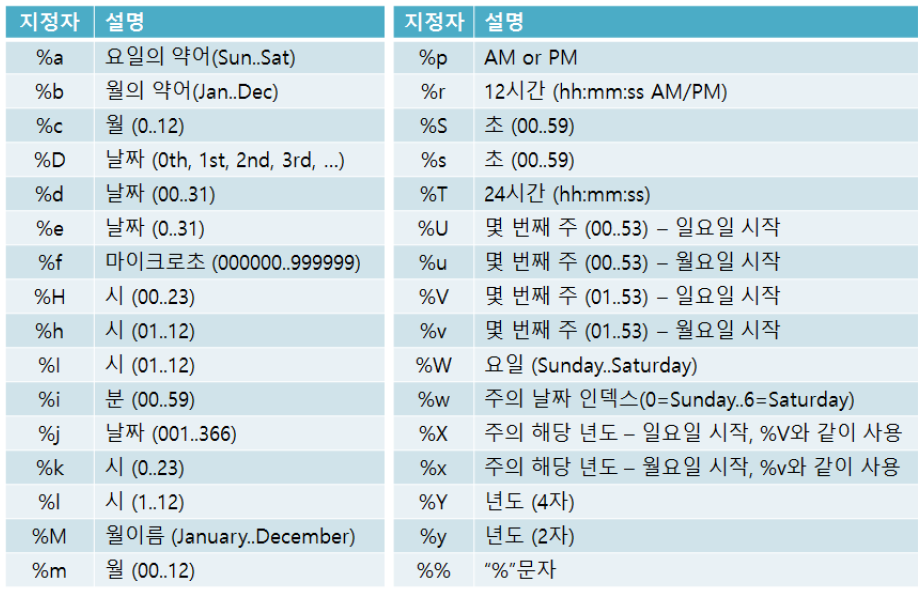 지정자 설명
%a 요일의 약어(Sun..Sat)
%b 월의 약어(Jan..Dec)
%c 월 (0..12)
%D 날짜 (0th, 1st, 2nd, 3rd, ...)
%d 날짜 (00..31)
%e 날짜 (0..31)
%f 마이크로초 (000000..999999)
%H 시 (00..23)
%h 시 (01..12)
%I 시 (01..12)
%i 분 (00..59)
%j 날짜 (001..366)
%k 시 (0..23)
%l 시 (1..12)
%M 월이름 (January..December)
%m 월 (00..12)
지정자 설명
%p AM or PM
%r 12시간 (hh:mm:ss AM/PM)
%S 초 (00..59)
%s 초 (00..59)
%T 24시간 (hh:mm:ss)
%U 몇 번째 주 (00..53) – 일요일 시작
%u 몇 번째 주 (00..53) – 월요일 시작
%V 몇 번째 주 (01..53) – 일요일 시작
%v 몇 번째 주 (01..53) – 월요일 시작
%W 요일 (Sunday..Saturday)
%w 주의 날짜 인덱스(0=Sunday..6=Saturday)
%X 주의 해당 년도 – 일요일 시작, %V와 같이 사용
%x 주의 해당 년도 – 월요일 시작, %v와 같이 사용
%Y 년도 (4자)
%y 년도 (2자)
%% “%”문자